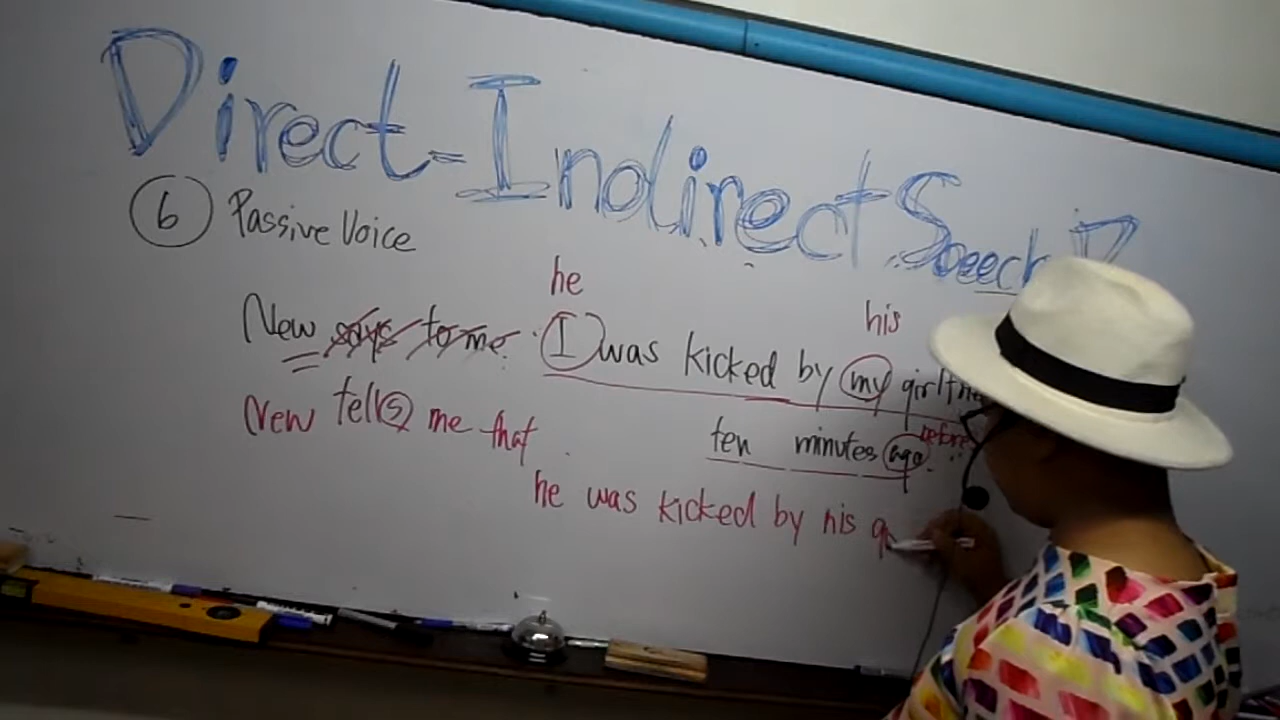 Direct-Indirect Speech
6 Passive Voice
he
his
New says to me: I was kicked by my
New tells me that
ten minutes ago before
he was kicked by his